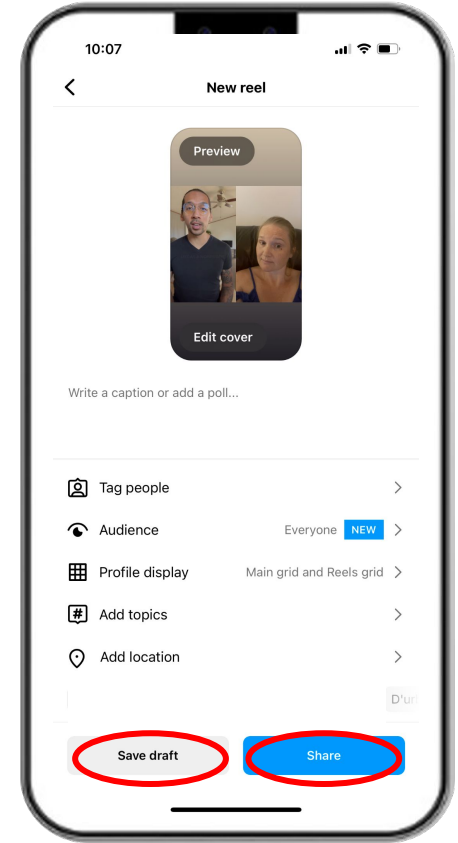 10:07
New reel
Preview
Edit cover
Write a caption or add a poll...
Tag people
Audience Everyone NEW
Profile display Main grid and Reels grid
Add topics
Add location
D'ur
Save draft Share